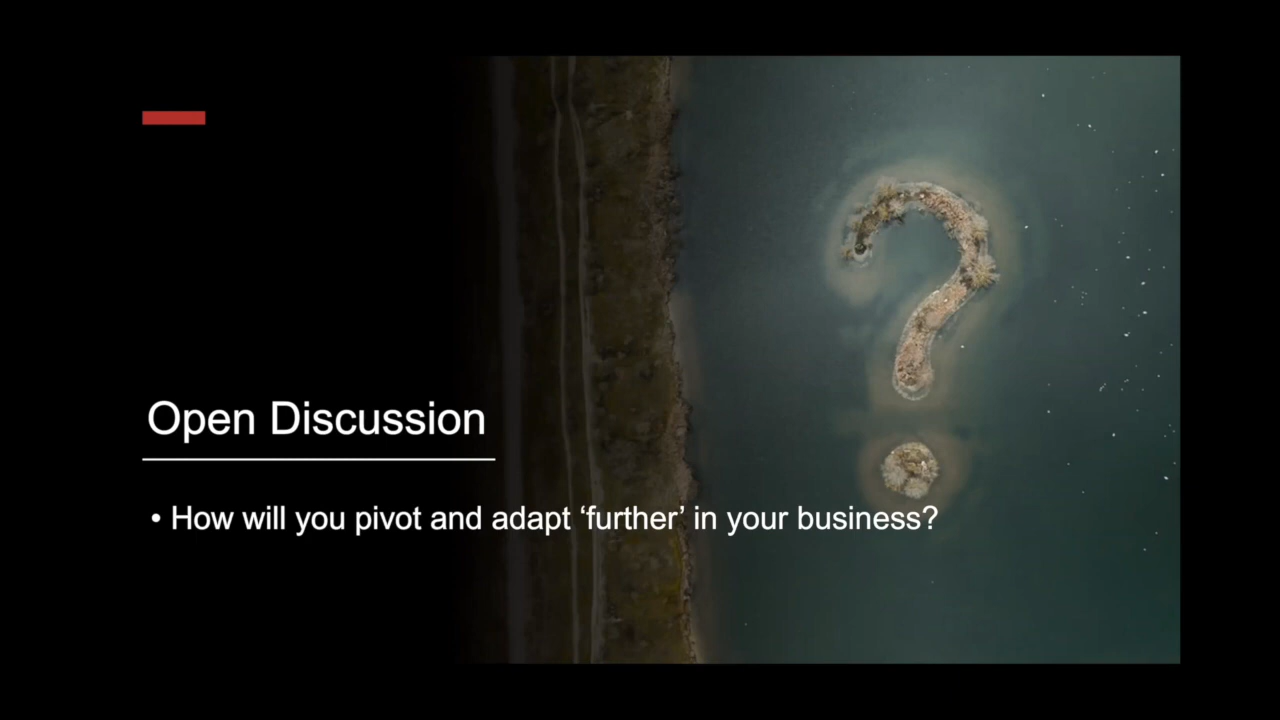 Open Discussion
• How will you pivot and adapt ‘further’ in your business?